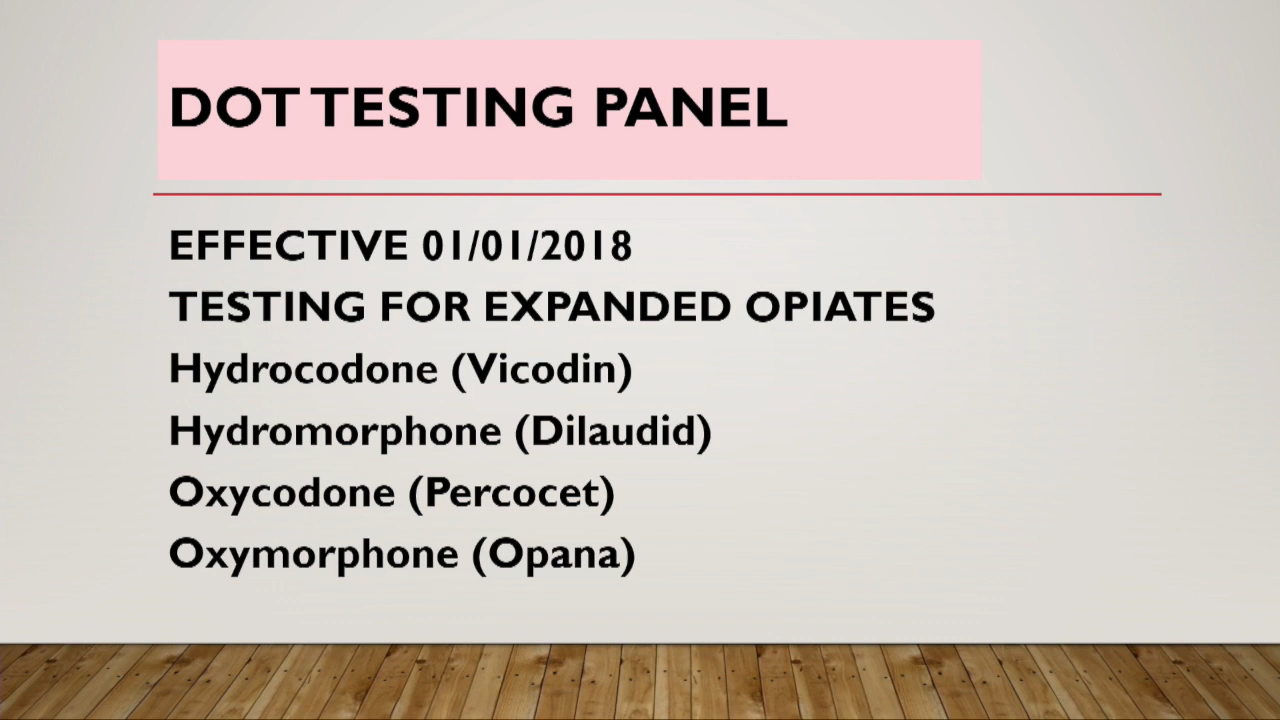 DOT TESTING PANEL
EFFECTIVE 01/01/2018
TESTING FOR EXPANDED OPIATES
Hydrocodone (Vicodin)
Hydromorphone (Dilaudid)
Oxycodone (Percocet)
Oxymorphone (Opana)